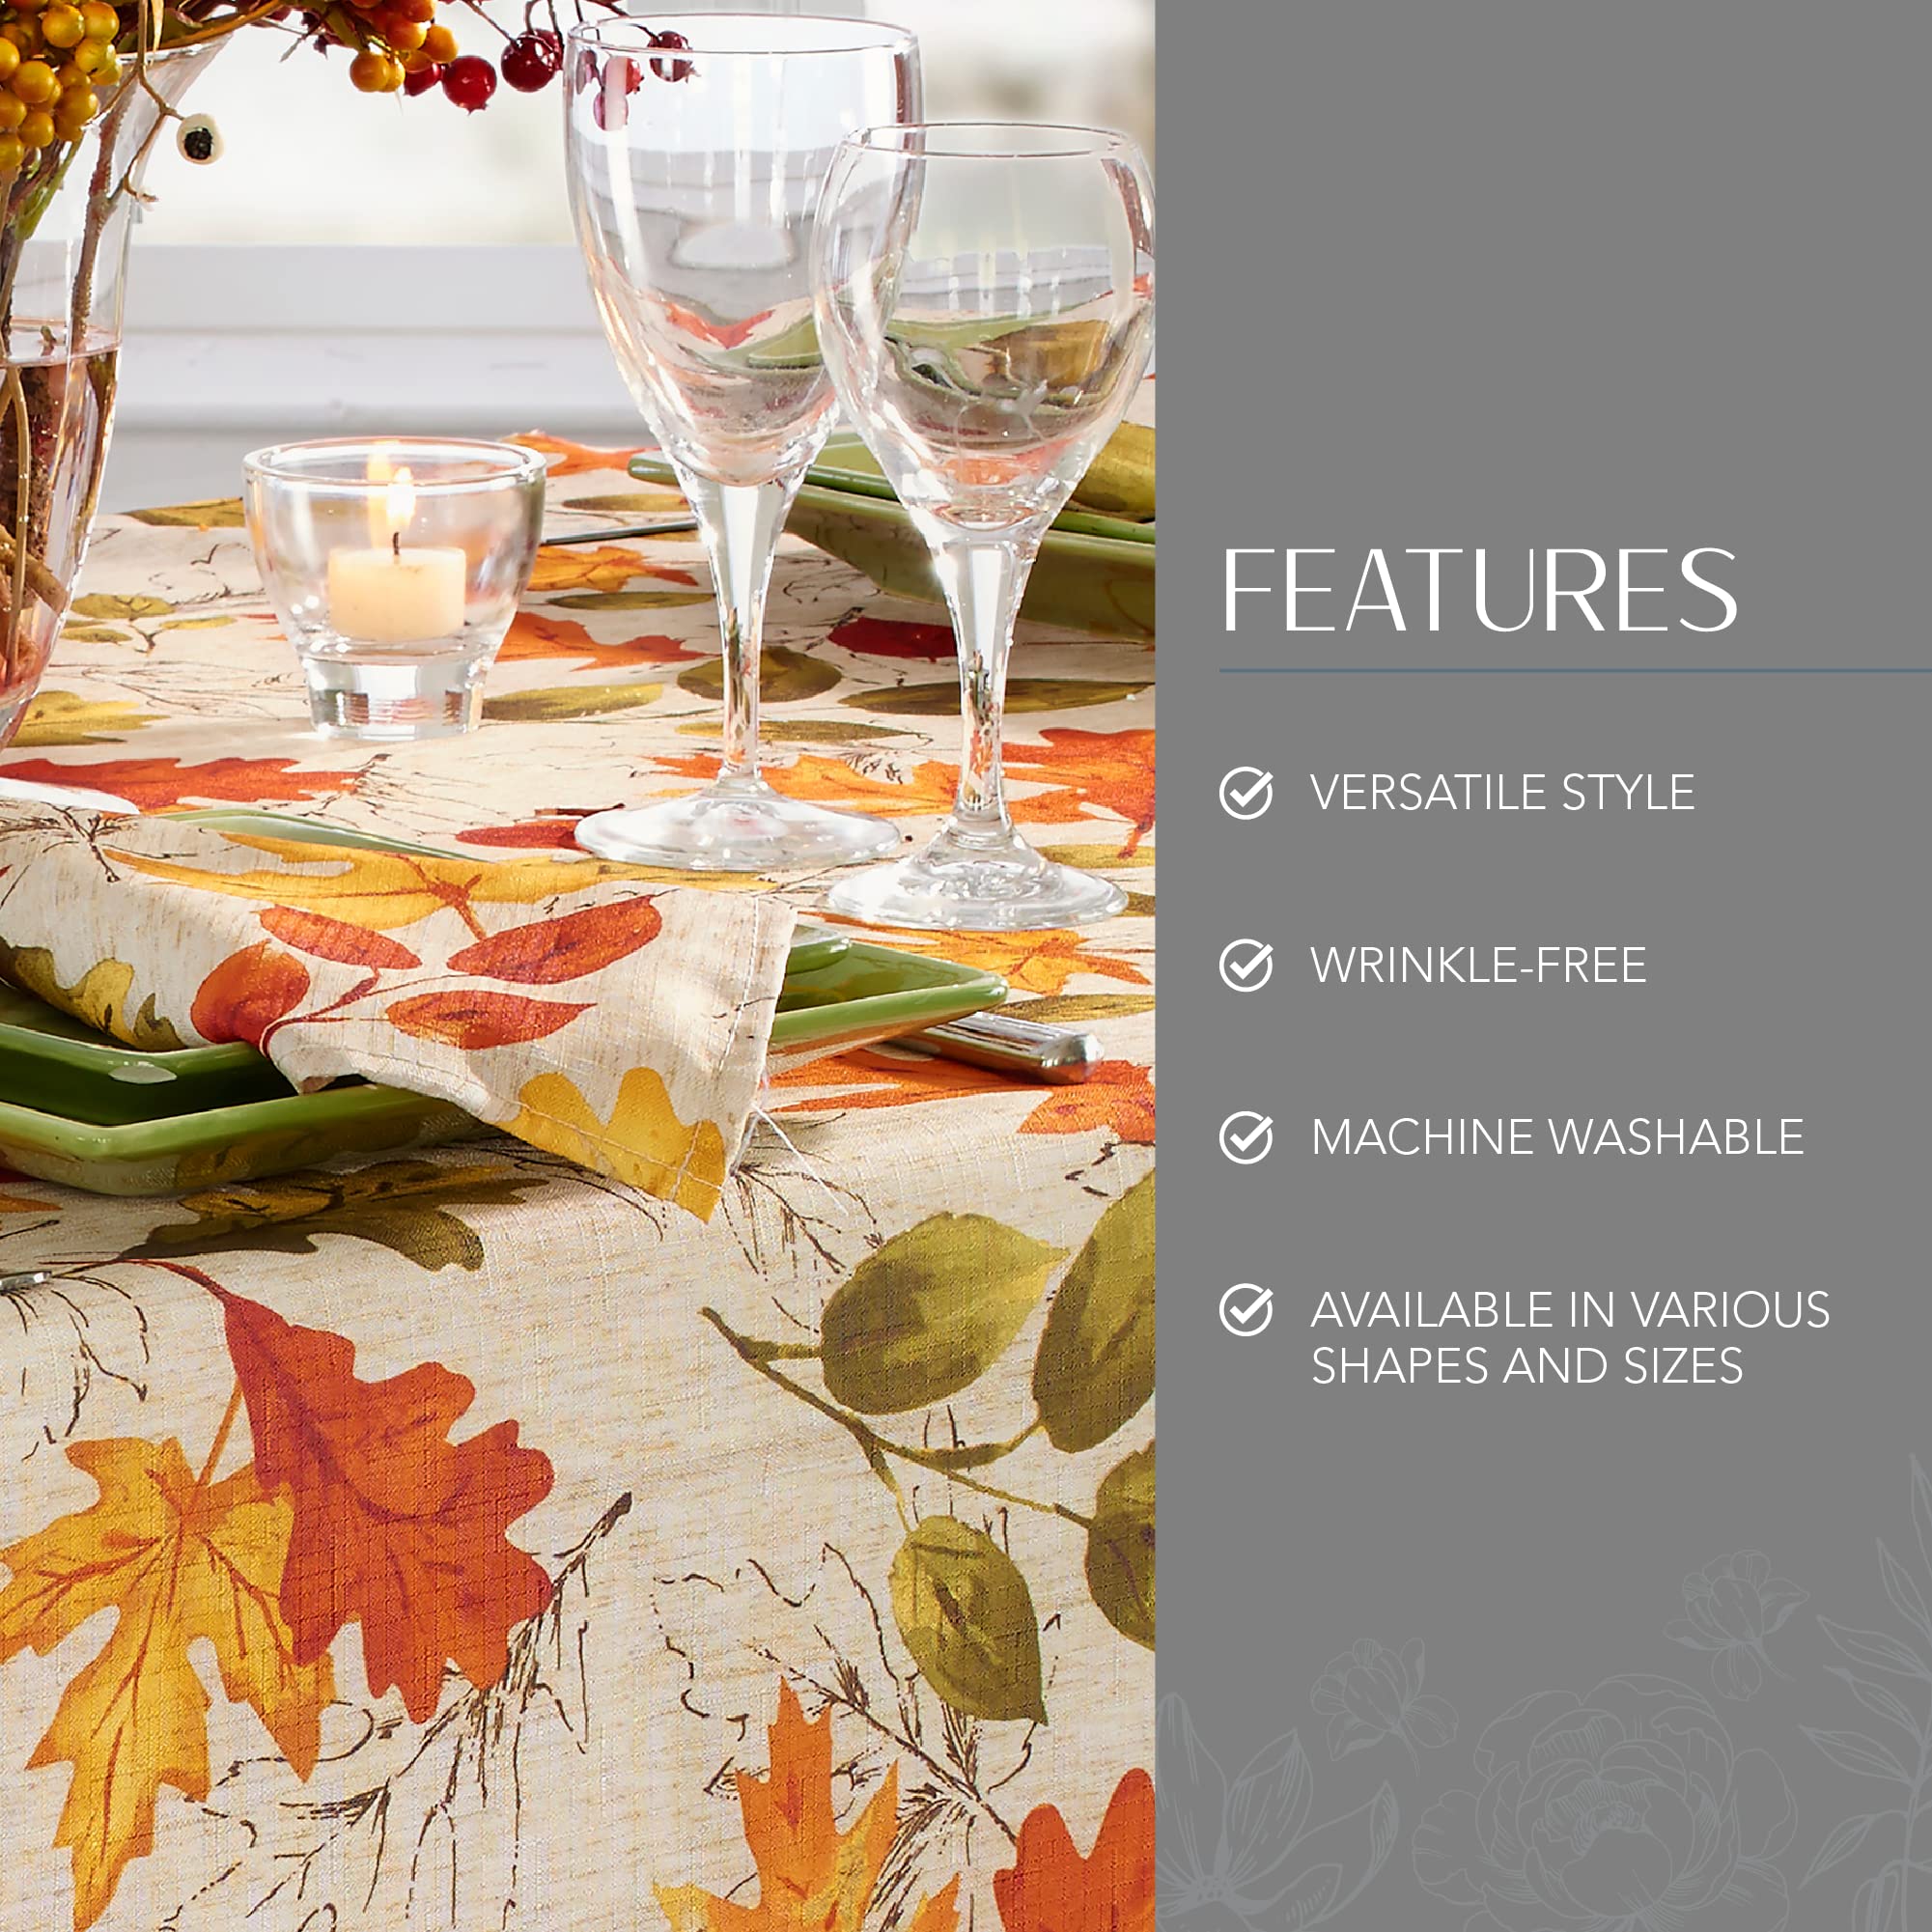 FEATURES
VERSATILE STYLE
WRINKLE-FREE
MACHINE WASHABLE
AVAILABLE IN VARIOUS
SHAPES AND SIZES